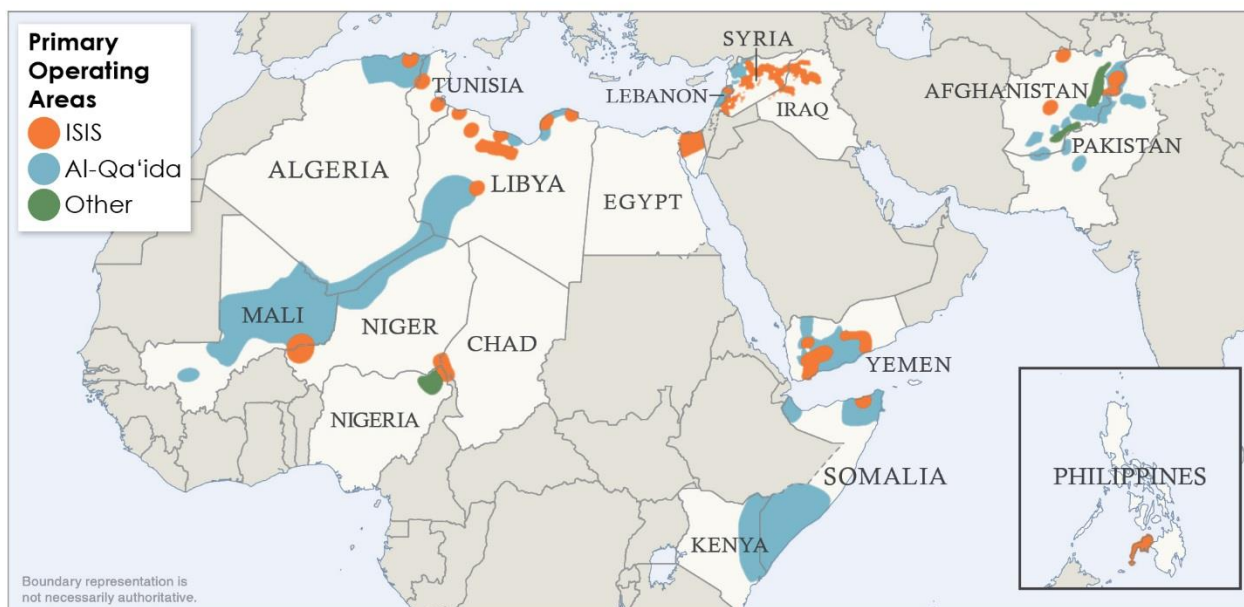 Primary
Operating
Areas
ISIS
Al-Qa‘ida
Other
SYRIA
TUNISIA
LEBANON
IRAQ
AFGHANISTAN
PAKISTAN
ALGERIA
LIBYA
EGYPT
MALI
NIGER
CHAD
YEMEN
NIGERIA
SOMALIA
PHILIPPINES
KENYA
Boundary representation is
not necessarily authoritative.